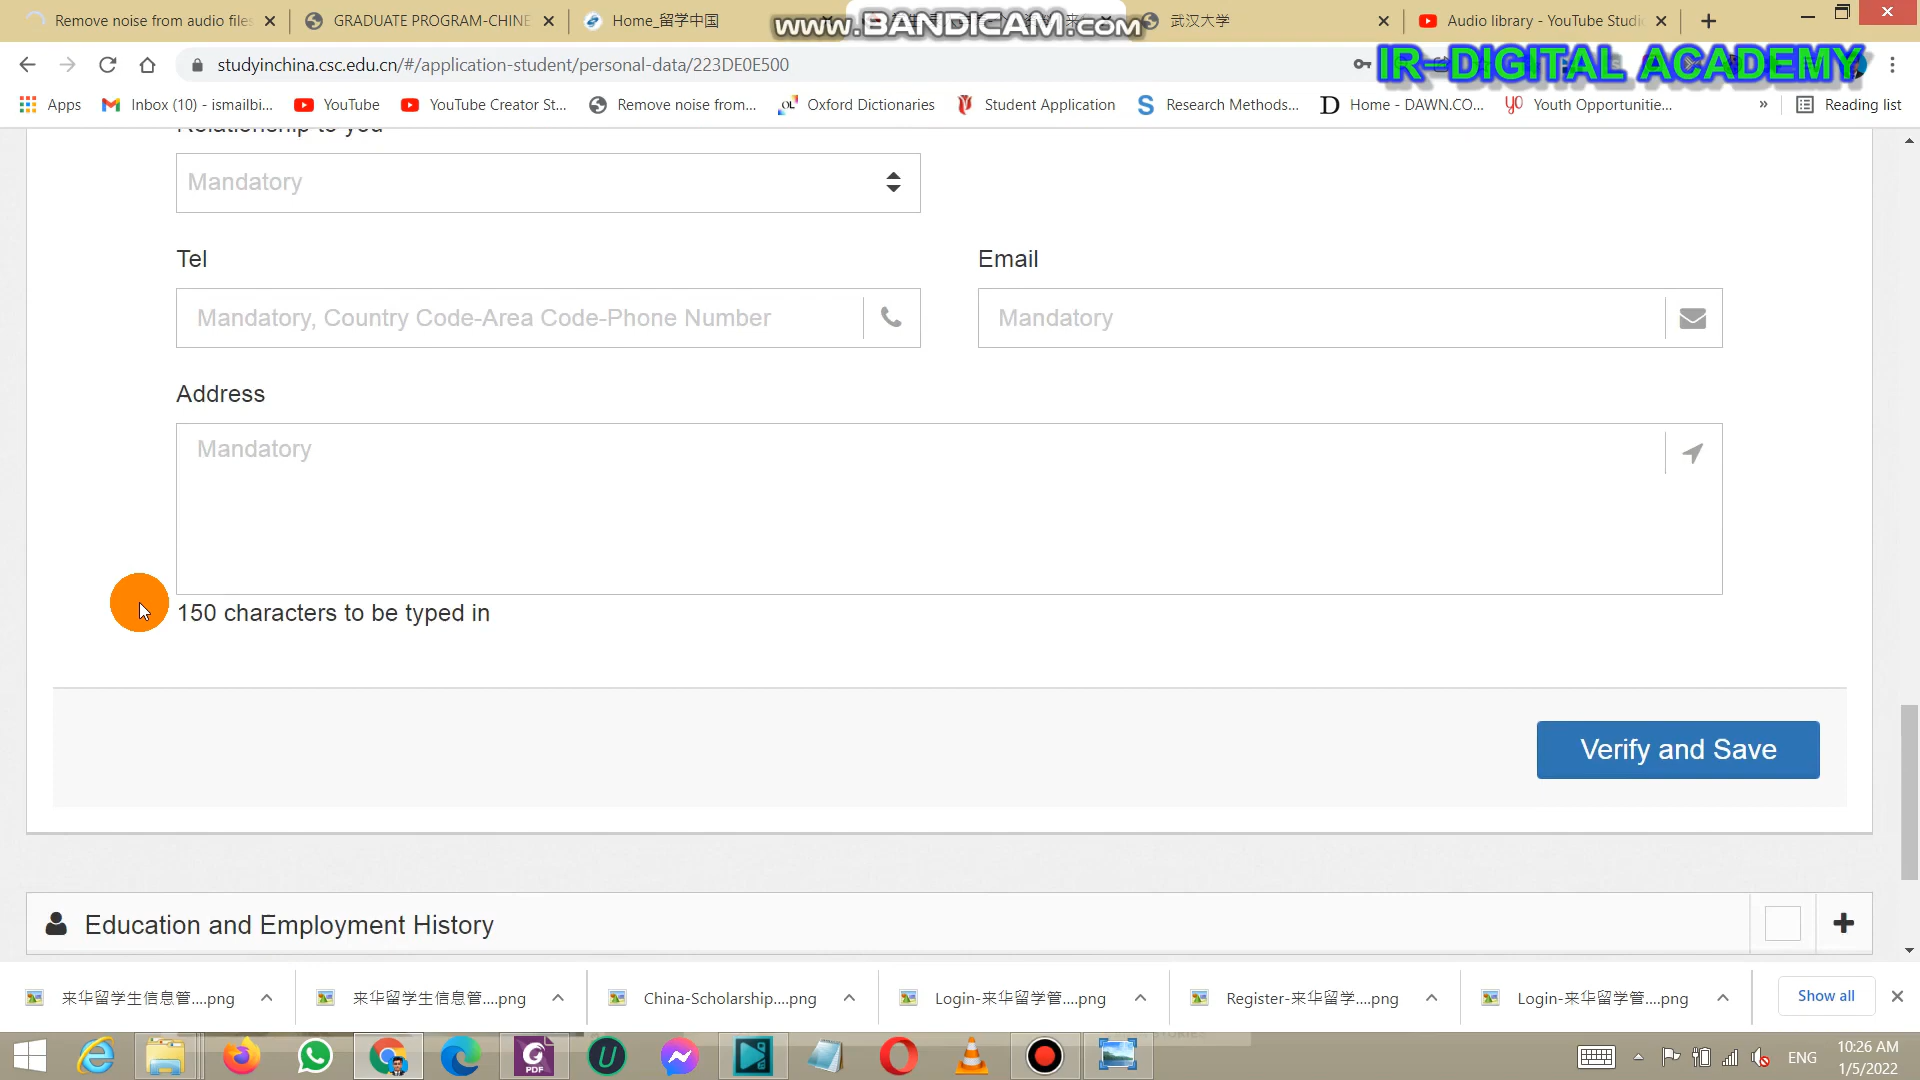 Remove noise from audio files
GRADUATE PROGRAM-CHINE
Home_留学中国
www.BANDICAM.com
武汉大学
Audio library - YouTube Studi
studyinchina.csc.edu.cn/#/application-student/personal-data/223DE0E500
IR-DIGITAL ACADEMY
Apps
Inbox (10) - ismailbi...
YouTube
YouTube Creator St...
Remove noise from...
Oxford Dictionaries
Student Application
Research Methods...
Home - DAWN.CO...
Youth Opportunitie...
»
Reading list
Relationship to you
Mandatory
Tel
Email
Mandatory, Country Code-Area Code-Phone Number
Mandatory
Address
Mandatory
150 characters to be typed in
Verify and Save
Education and Employment History
来华留学生信息管....png
来华留学生信息管....png
China-Scholarship....png
Login-来华留学管....png
Register-来华留学....png
Login-来华留学管....png
Show all
PDF
ENG
10:26 AM
1/5/2022